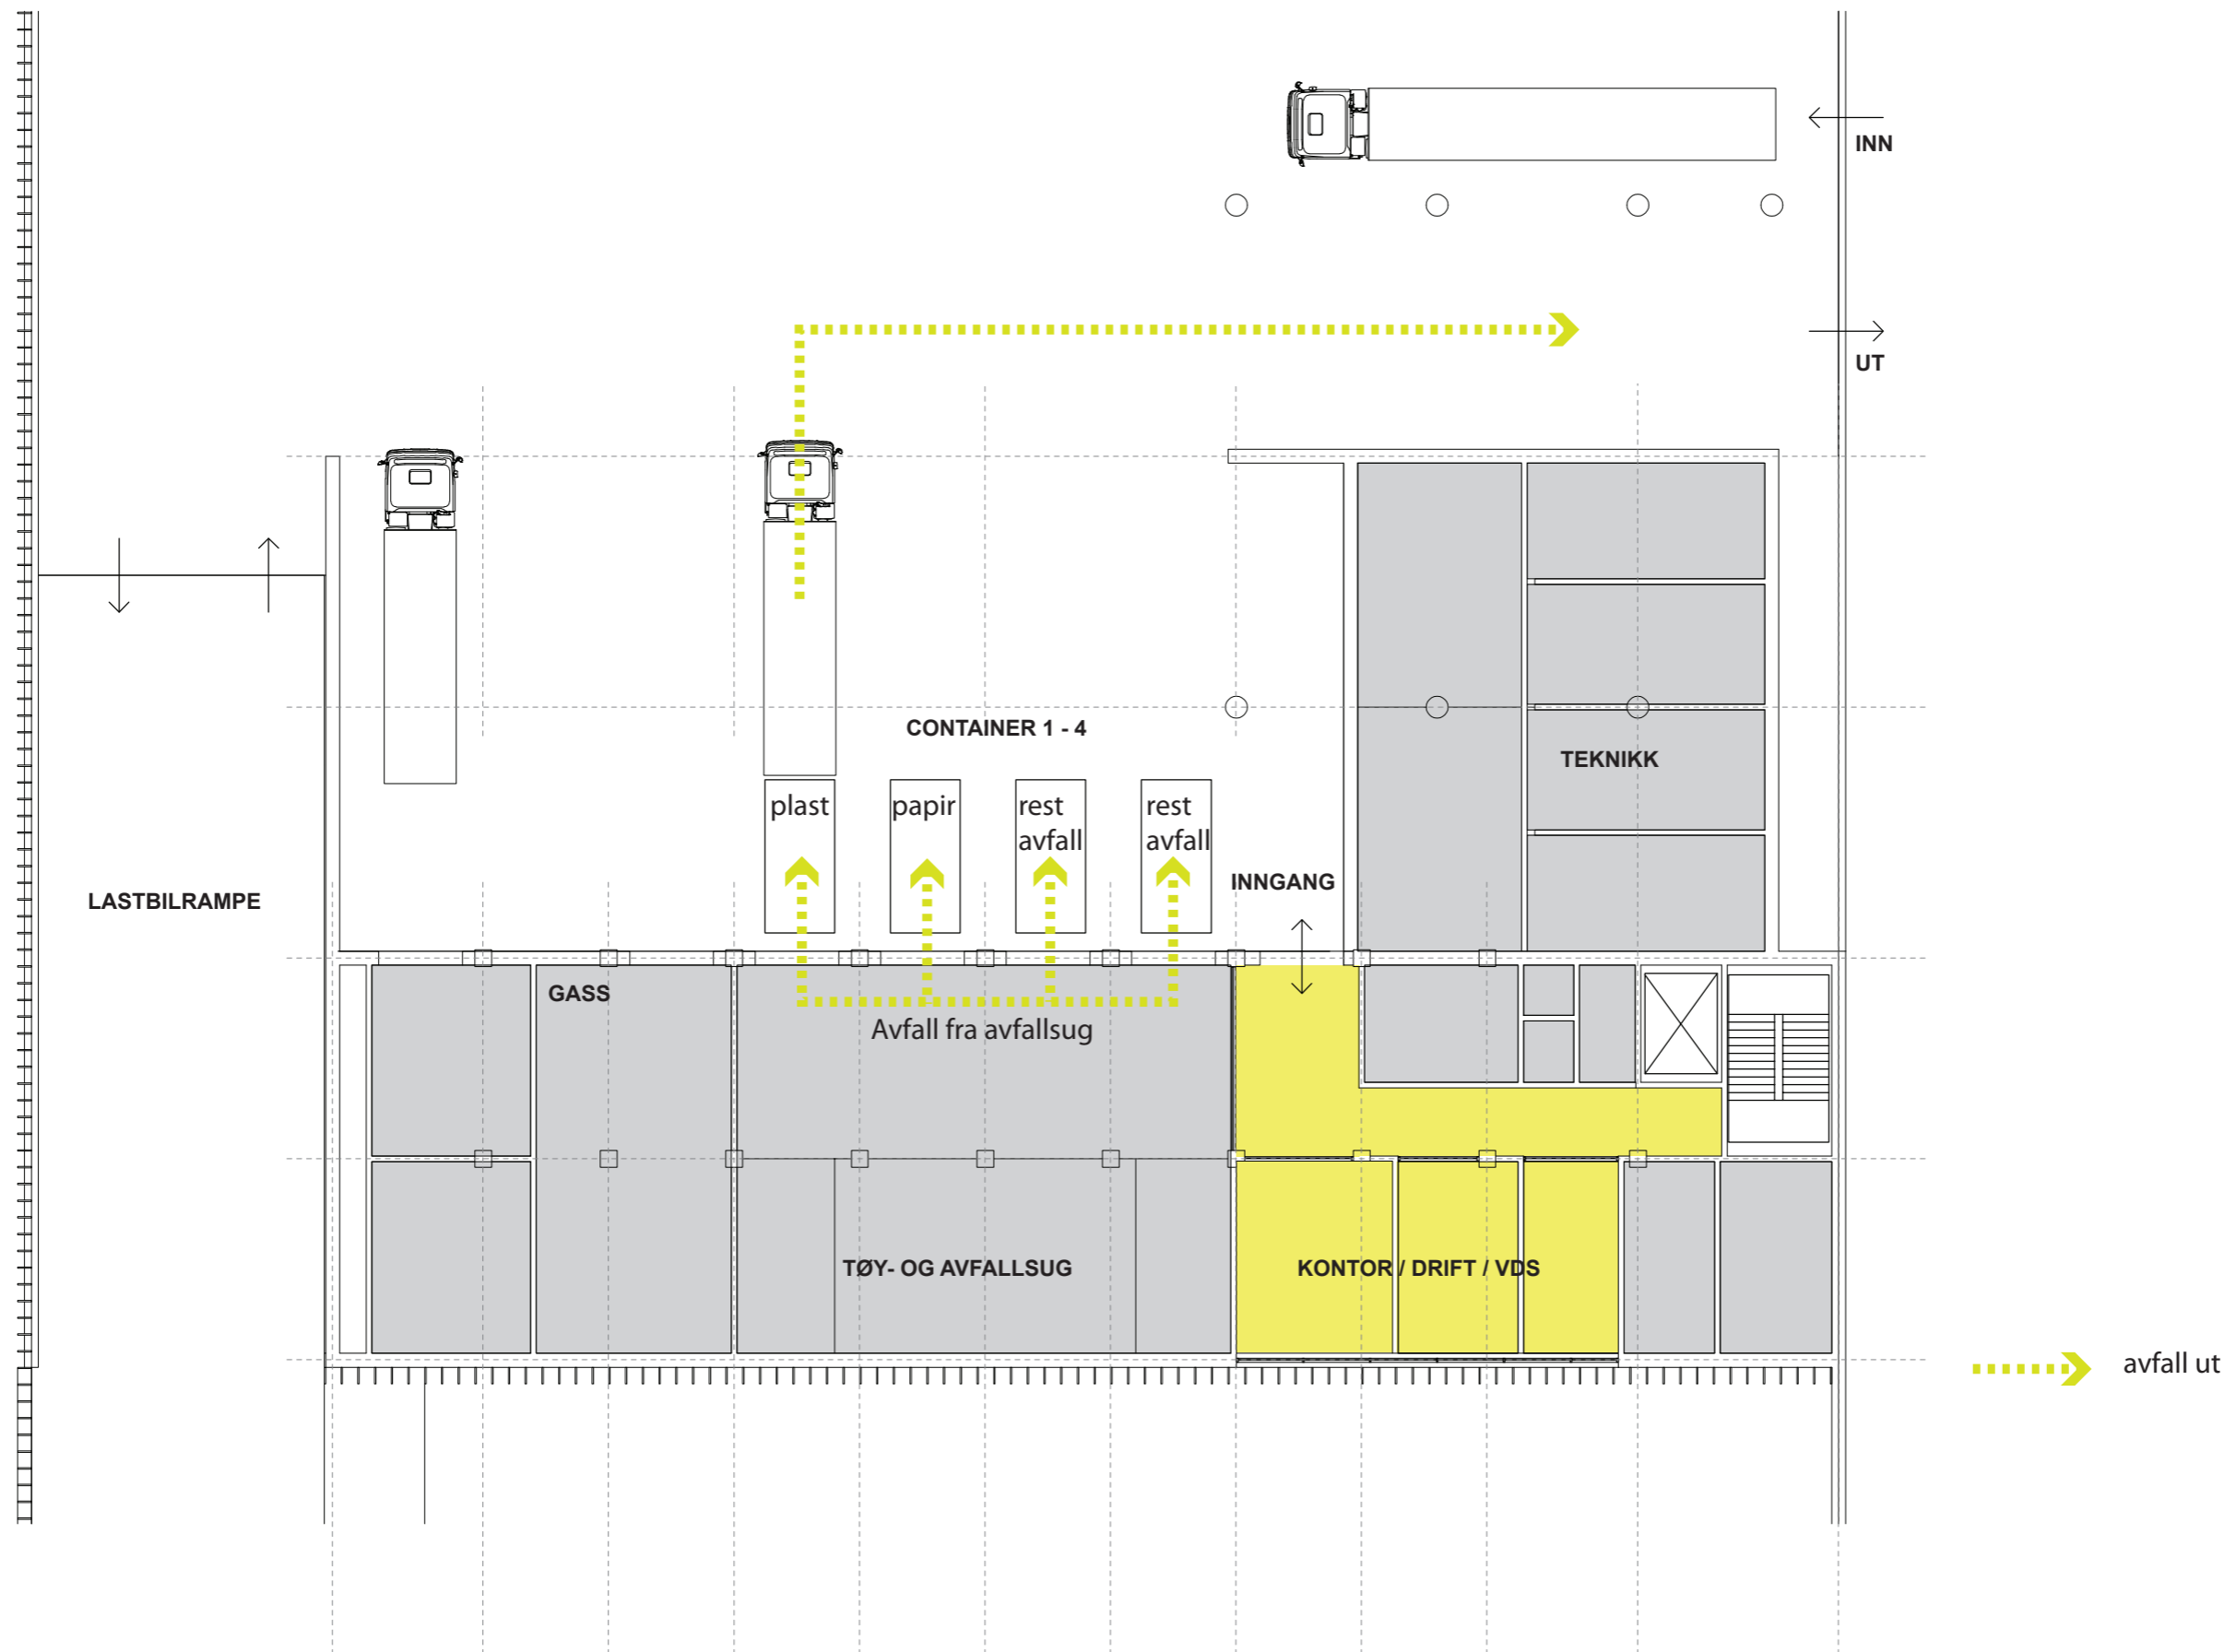 INN
UT
CONTAINER 1 - 4
TEKNIKK
plast
papir
rest
avfall
rest
avfall
INNGANG
LASTBILRAMPE
GASS
Avfall fra avfallsug
TØY- OG AVFALLSUG
KONTOR / DRIFT / VDS
avfall ut